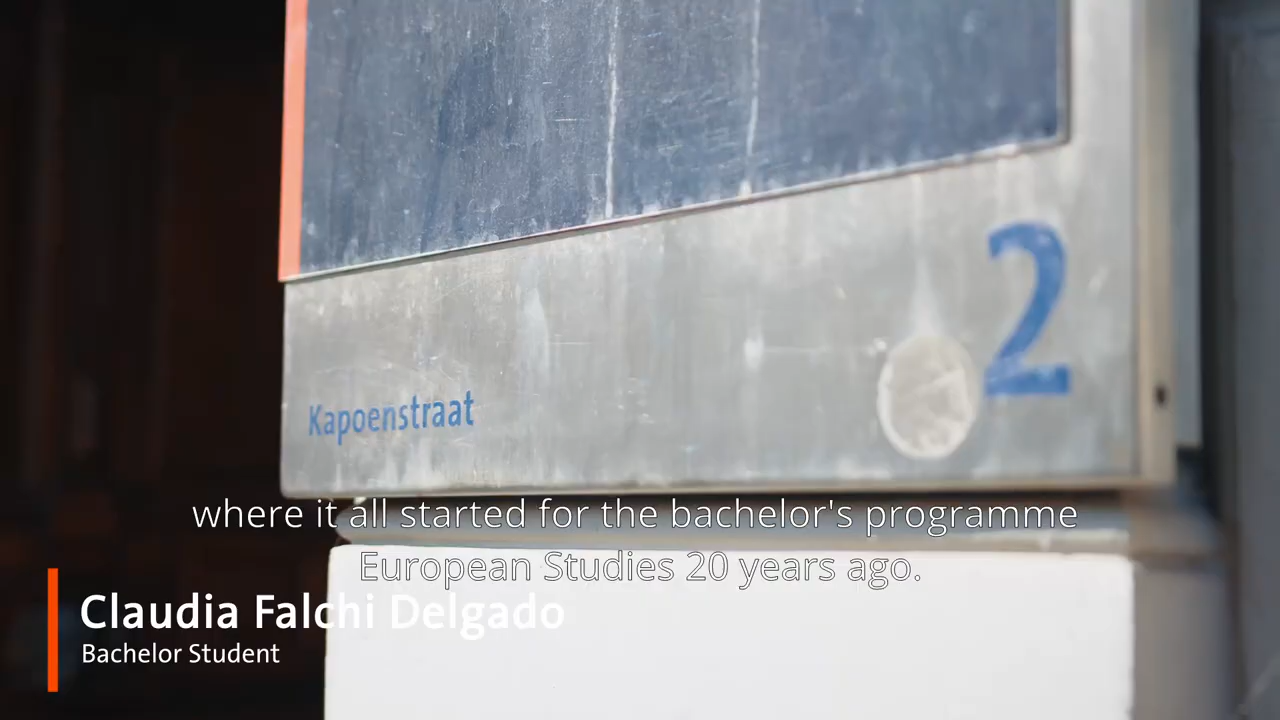 2
Kapoenstraat
where it all started for the bachelor's programme
European Studies 20 years ago.
Claudia Falchi Delgado
Bachelor Student